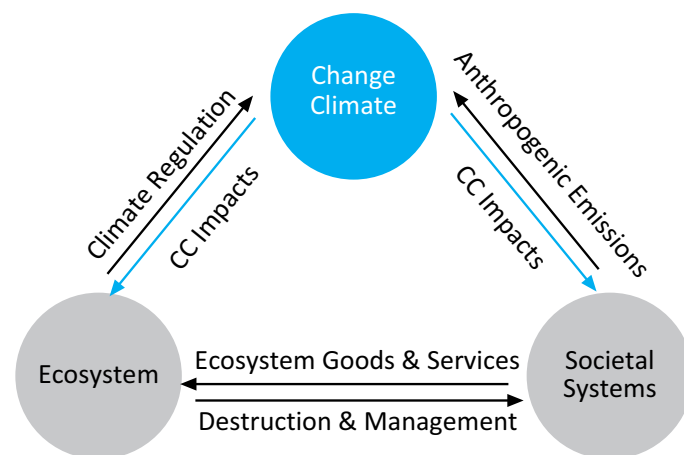 Change
Climate
Climate Regulation
CC Impacts
Anthropogenic Emissions
CC Impacts
Ecosystem
Ecosystem Goods & Services
Destruction & Management
Societal
Systems